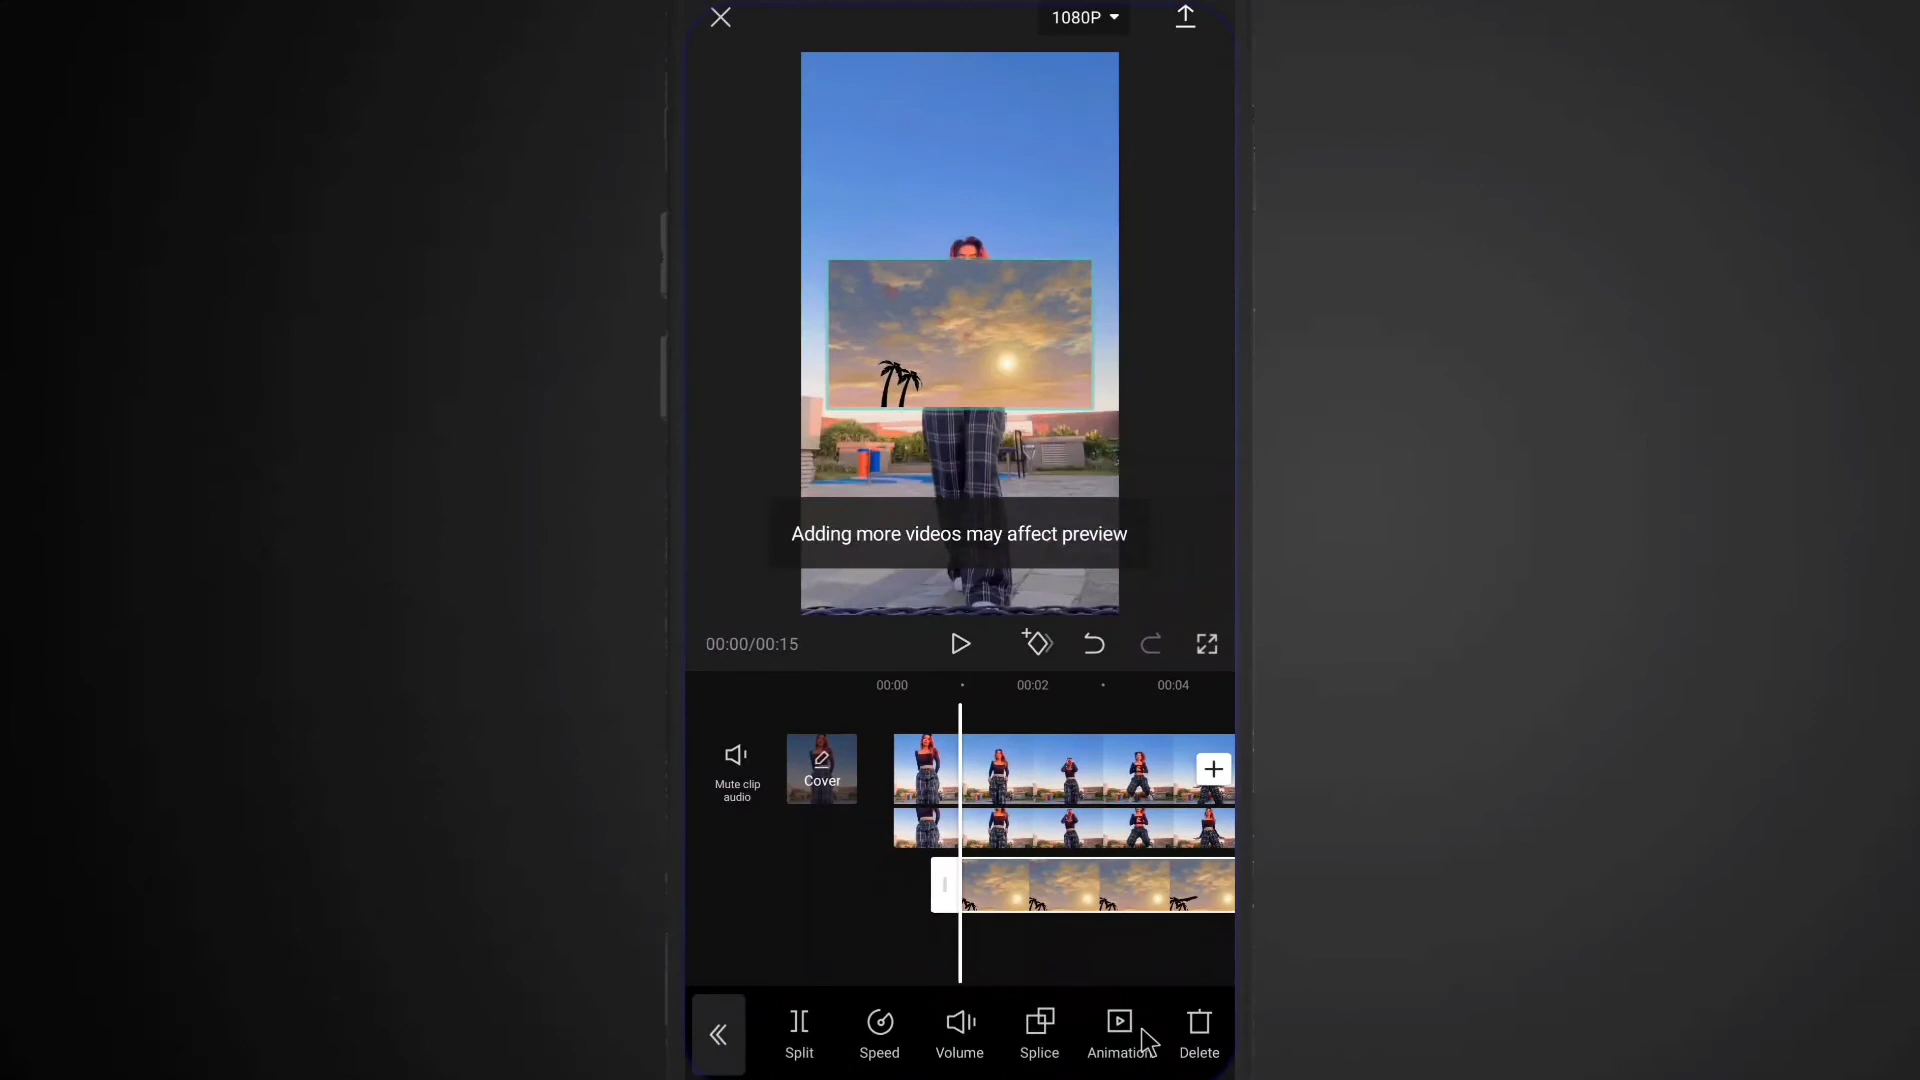 1080P
Adding more videos may affect preview
00:00/00:15
00:00
00:02
00:04
Mute clip
audio
Cover
Split
Speed
Volume
Splice
Animation
Delete